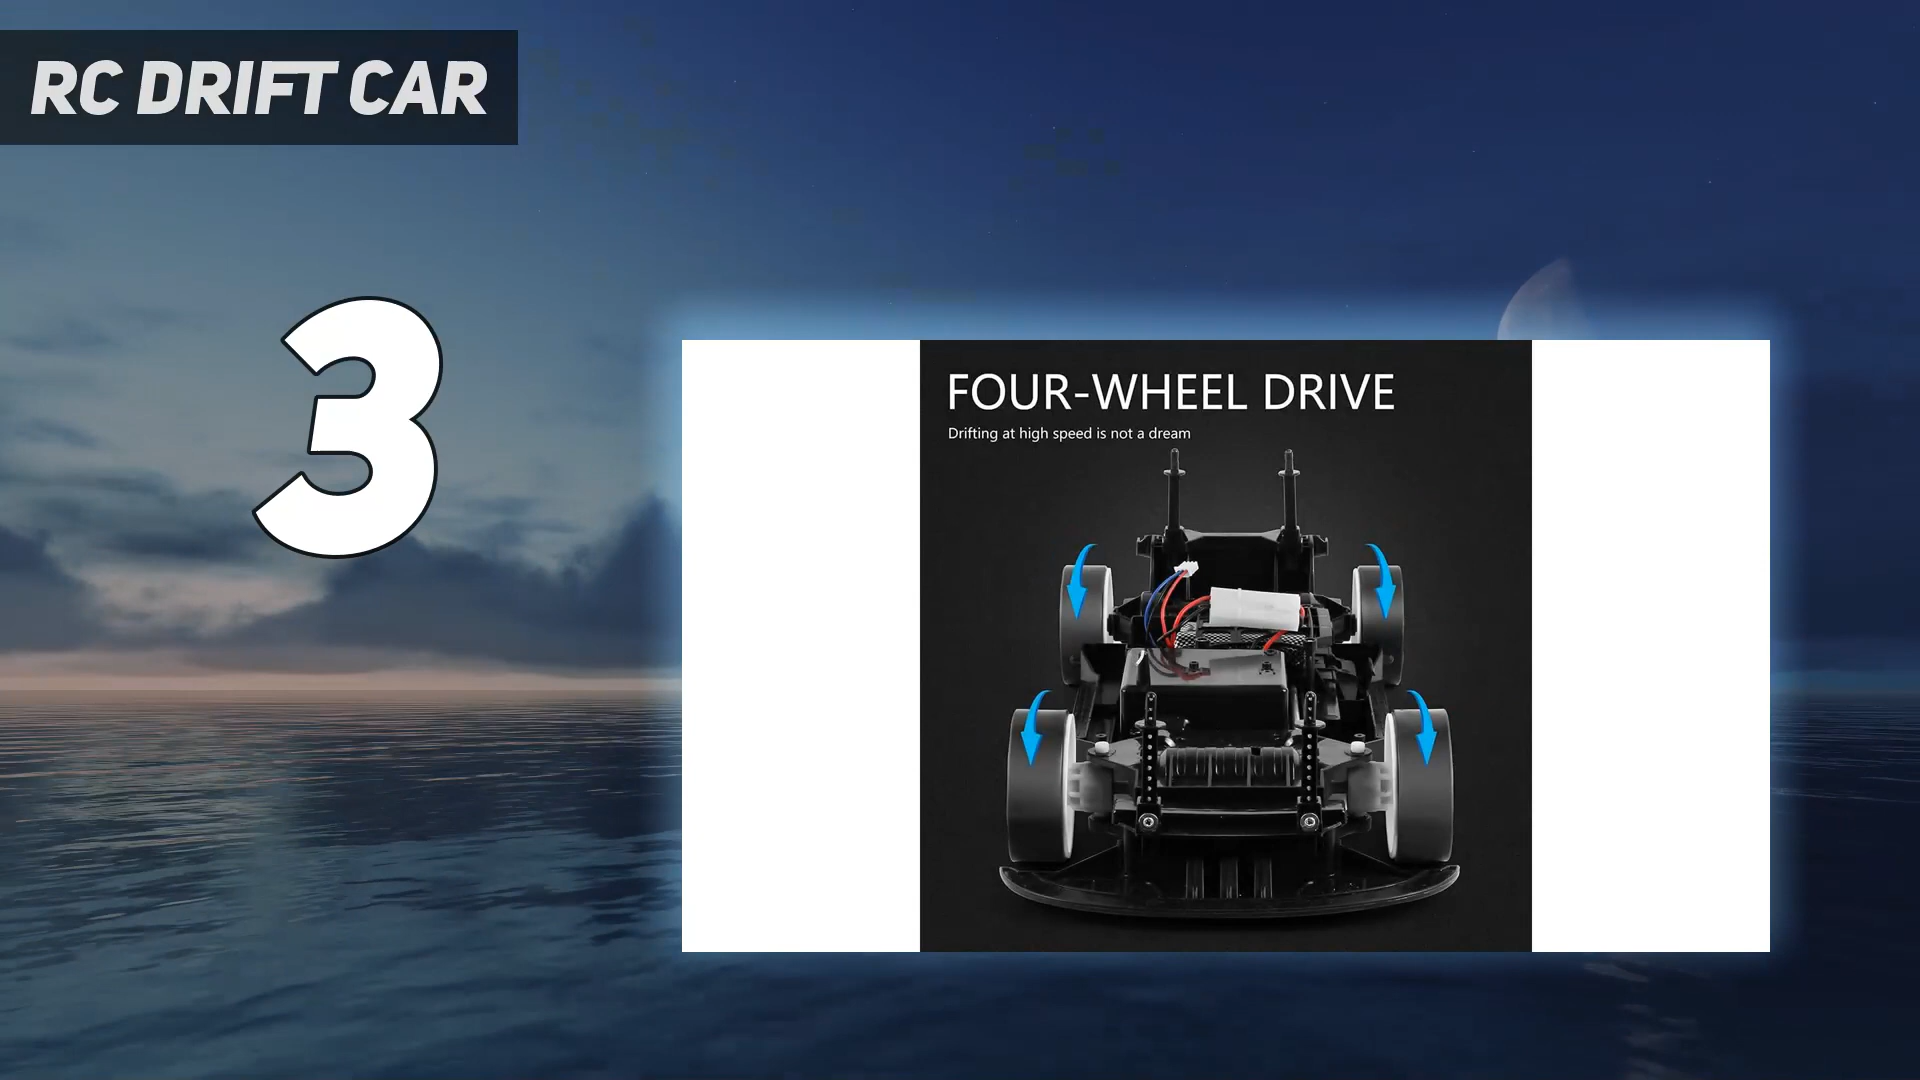 RC DRIFT CAR
3
FOUR-WHEEL DRIVE
Drifting at high speed is not a dream